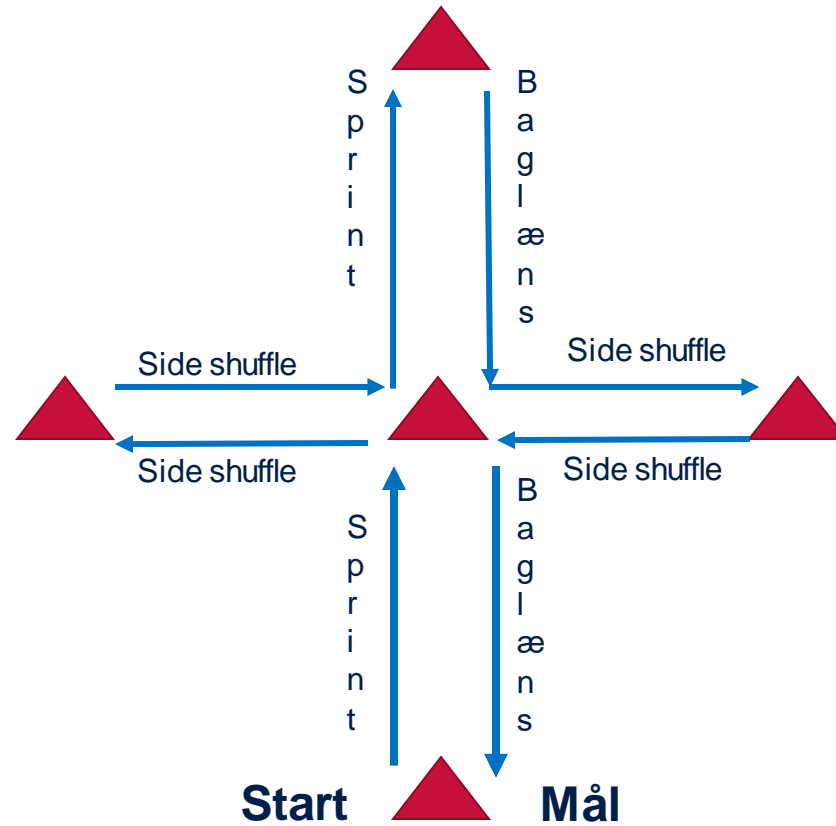 Sprint
Baglæns
Side shuffle
Side shuffle
Side shuffle
Side shuffle
Sprint
Baglæns
Start
Mål